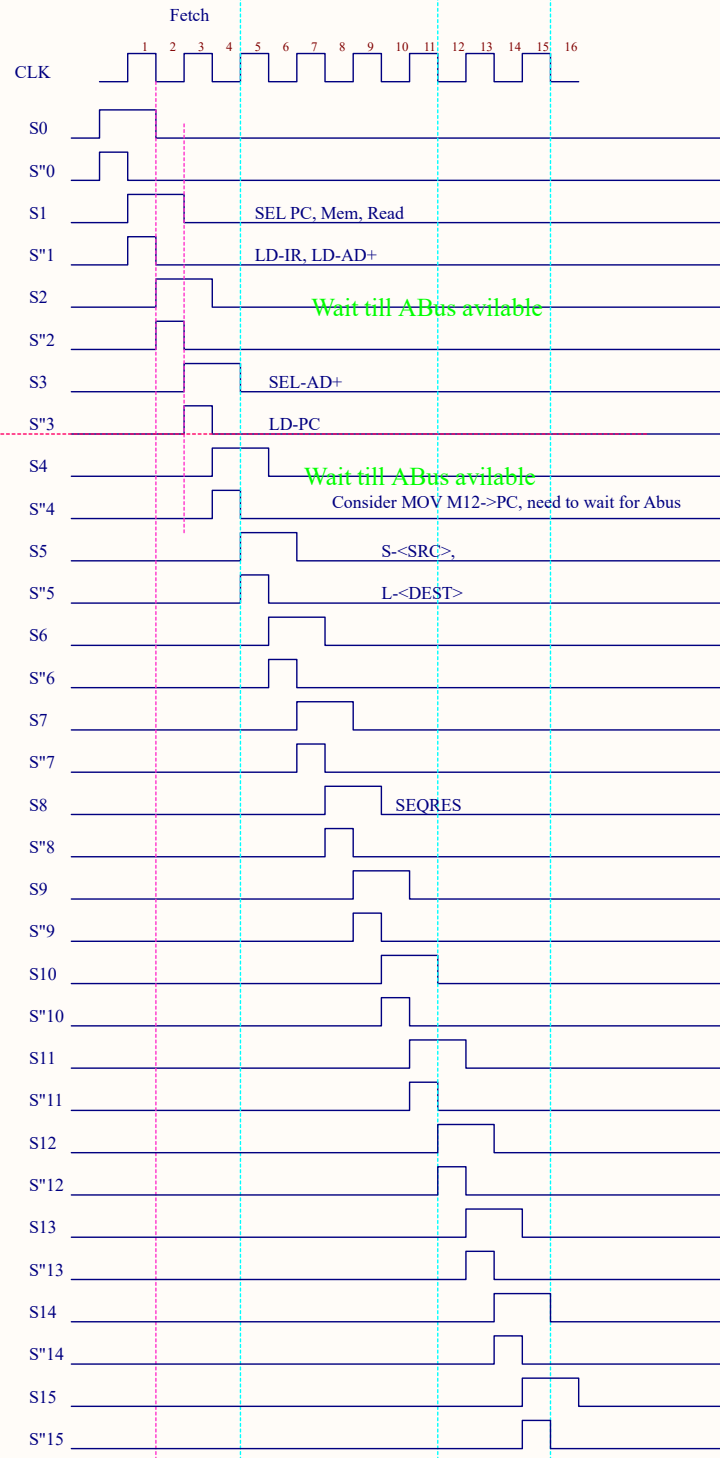 Fetch
1 2 3 4 5 6 7 8 9 10 11 12 13 14 15 16
CLK
S0
S"0
S1 SEL PC, Mem, Read
S"1 LD-IR, LD-AD+
S2 Wait till ABus avilable
S"2
S3 SEL-AD+
S"3 LD-PC
S4 Wait till ABus avilable
S"4 Consider MOV M12->PC, need to wait for Abus
S5 S-<SRC>,
S"5 L-<DEST>
S6
S"6
S7
S"7
S8 SEQRES
S"8
S9
S"9
S10
S"10
S11
S"11
S12
S"12
S13
S"13
S14
S"14
S15
S"15